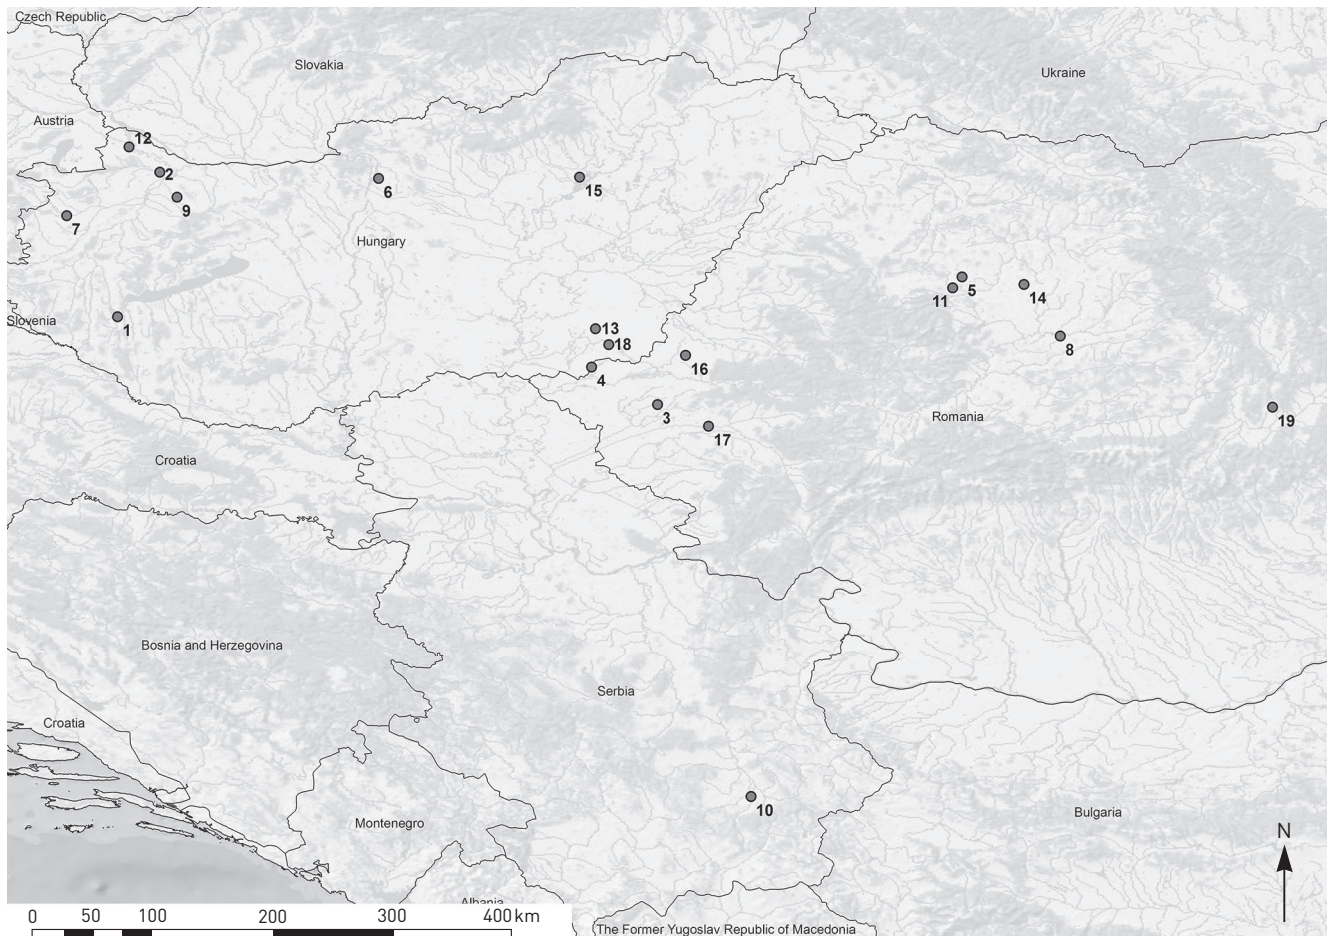 Czech Republic
Slovakia
Ukraine
Austria
12
2
6
15
9
7
Hungary
5
11
14
Slovenia
1
13
18
8
16
4
3
19
Romania
17
Croatia
Bosnia and Herzegovina
Serbia
Croatia
10
Bulgaria
Montenegro
N
Albania
0 50 100 200 300 400 km
The Former Yugoslav Republic of Macedonia